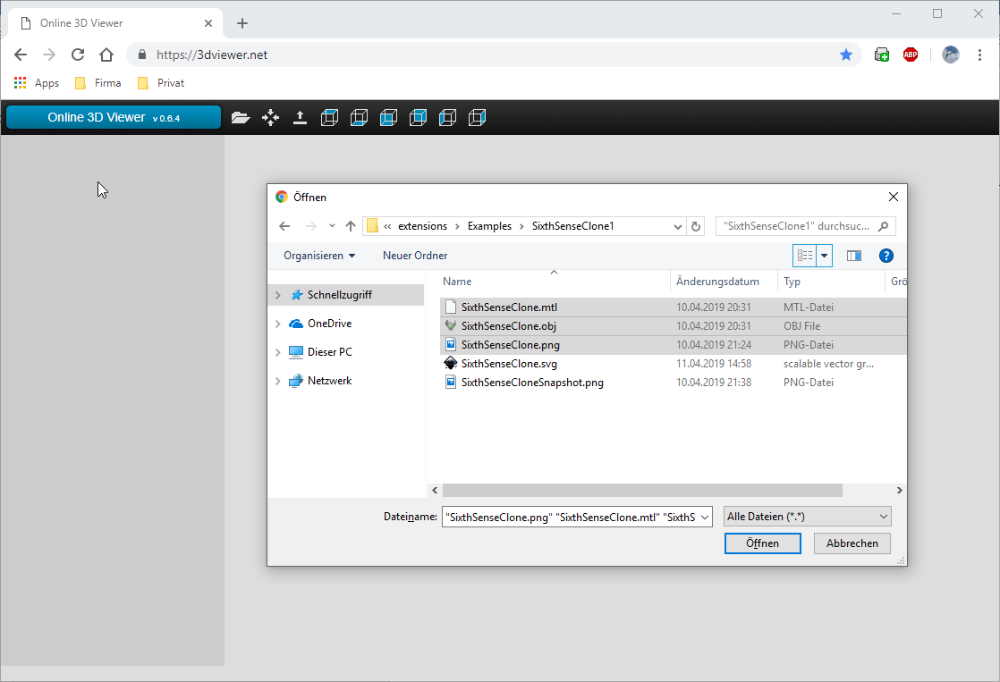 Online 3D Viewer
https://3dviewer.net
ABP
Apps Firma Privat
Online 3D Viewer v 0.6.4
Öffnen
« extensions > Examples > SixthSenseClone1
"SixthSenseClone1" durchsuc...
Organisieren Neuer Ordner
?
Name Änderungsdatum Typ Grö
Schnellzugriff
OneDrive
Dieser PC
Netzwerk
SixthSenseClone.mtl 10.04.2019 20:31 MTL-Datei
SixthSenseClone.obj 10.04.2019 20:31 OBJ File
SixthSenseClone.png 10.04.2019 21:24 PNG-Datei
SixthSenseClone.svg 11.04.2019 14:58 scalable vector gr...
SixthSenseCloneSnapshot.png 10.04.2019 21:38 PNG-Datei
Dateiname: "SixthSenseClone.png" "SixthSenseClone.mtl" "SixthS
Alle Dateien (*.*)
Öffnen Abbrechen